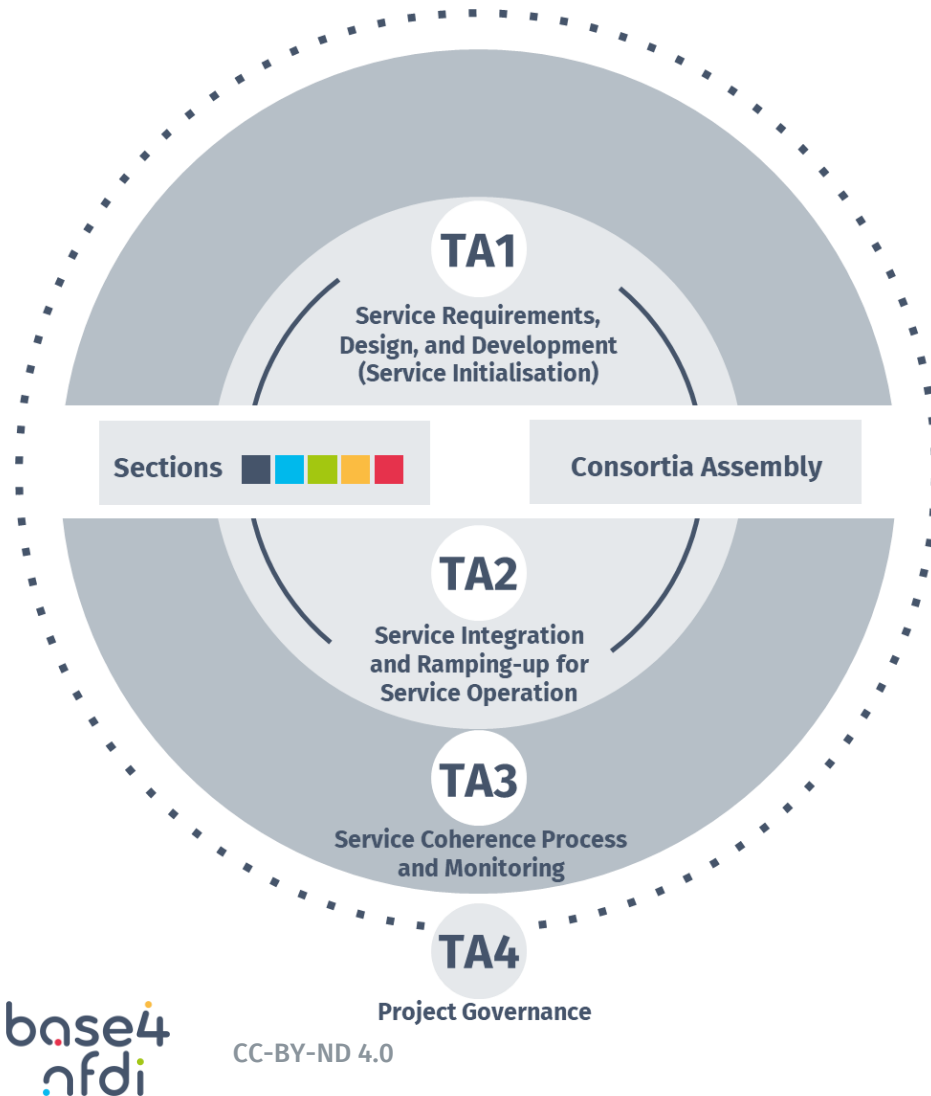 TA1
Service Requirements,
Design, and Development
(Service Initialisation)
Sections
Consortia Assembly
TA2
Service Integration
and Ramping-up for
Service Operation
TA3
Service Coherence Process
and Monitoring
TA4
Project Governance
base4
nfdi
CC-BY-ND 4.0